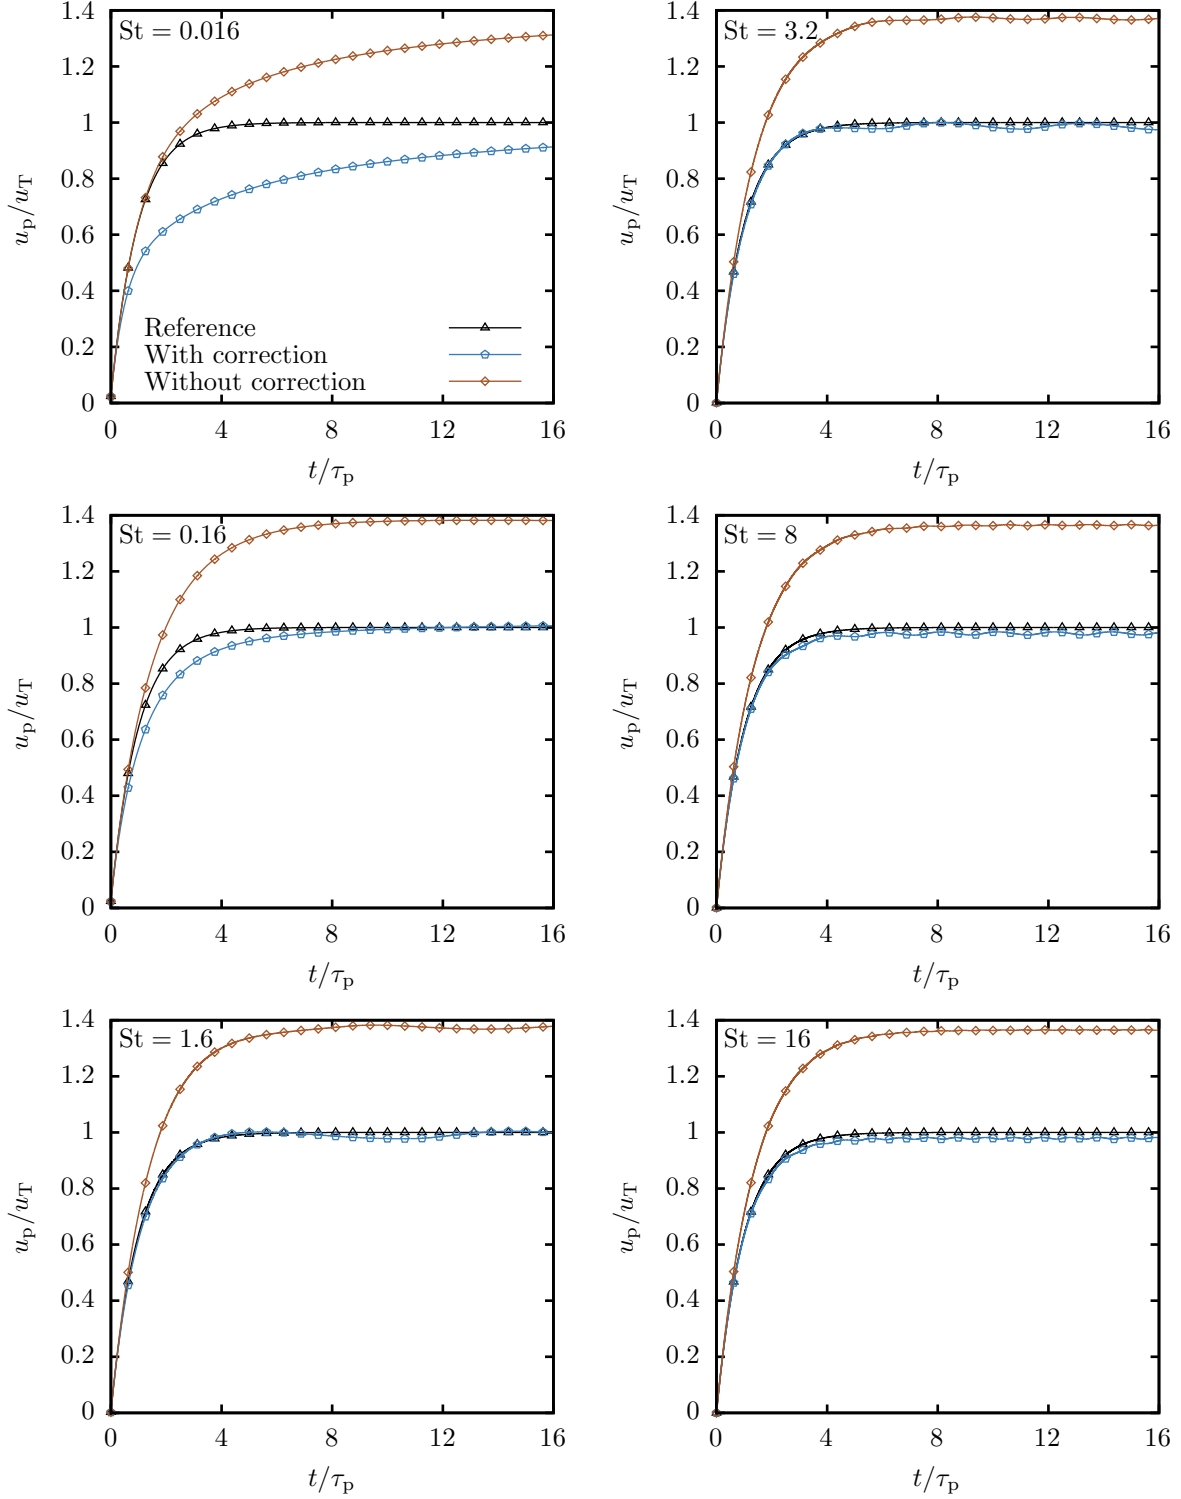 St = 0.016
1.4
1.2
1
0.8
0.6
0.4
0.2
0
u_p/u_T
Reference
With correction
Without correction
0 4 8 12 16
t/τ_p
St = 3.2
1.4
1.2
1
0.8
0.6
0.4
0.2
0
u_p/u_T
0 4 8 12 16
t/τ_p
St = 0.16
1.4
1.2
1
0.8
0.6
0.4
0.2
0
u_p/u_T
0 4 8 12 16
t/τ_p
St = 8
1.4
1.2
1
0.8
0.6
0.4
0.2
0
u_p/u_T
0 4 8 12 16
t/τ_p
St = 1.6
1.4
1.2
1
0.8
0.6
0.4
0.2
0
u_p/u_T
0 4 8 12 16
t/τ_p
St = 16
1.4
1.2
1
0.8
0.6
0.4
0.2
0
u_p/u_T
0 4 8 12 16
t/τ_p